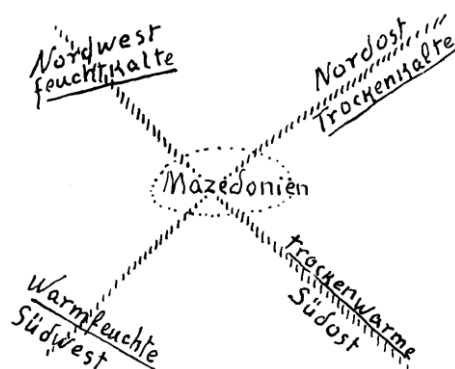 Nordwest
feuchtkalte
Nordost
Trockenkalte
Mazedonien
Warmfeuchte
Südwest
trockenwarme
Südost